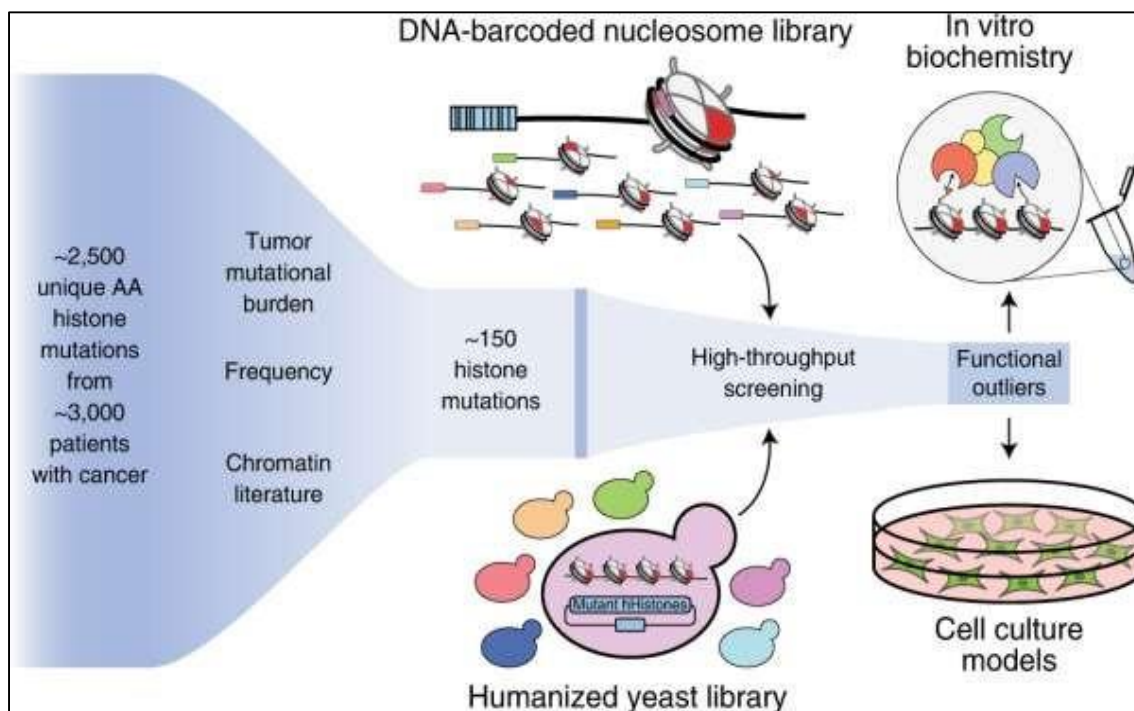 DNA-barcoded nucleosome library
In vitro
biochemistry
~2,500
unique AA
histone
mutations
from
~3,000
patients
with cancer
Tumor
mutational
burden
Frequency
Chromatin
literature
~150
histone
mutations
High-throughput
screening
Functional
outliers
Mutant hHistones
Humanized yeast library
Cell culture
models